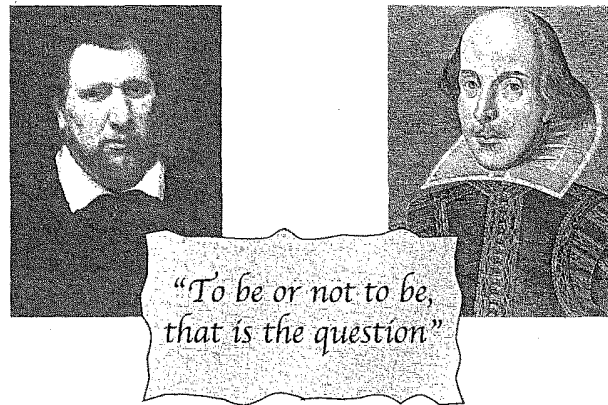 “To be or not to be,
that is the question”